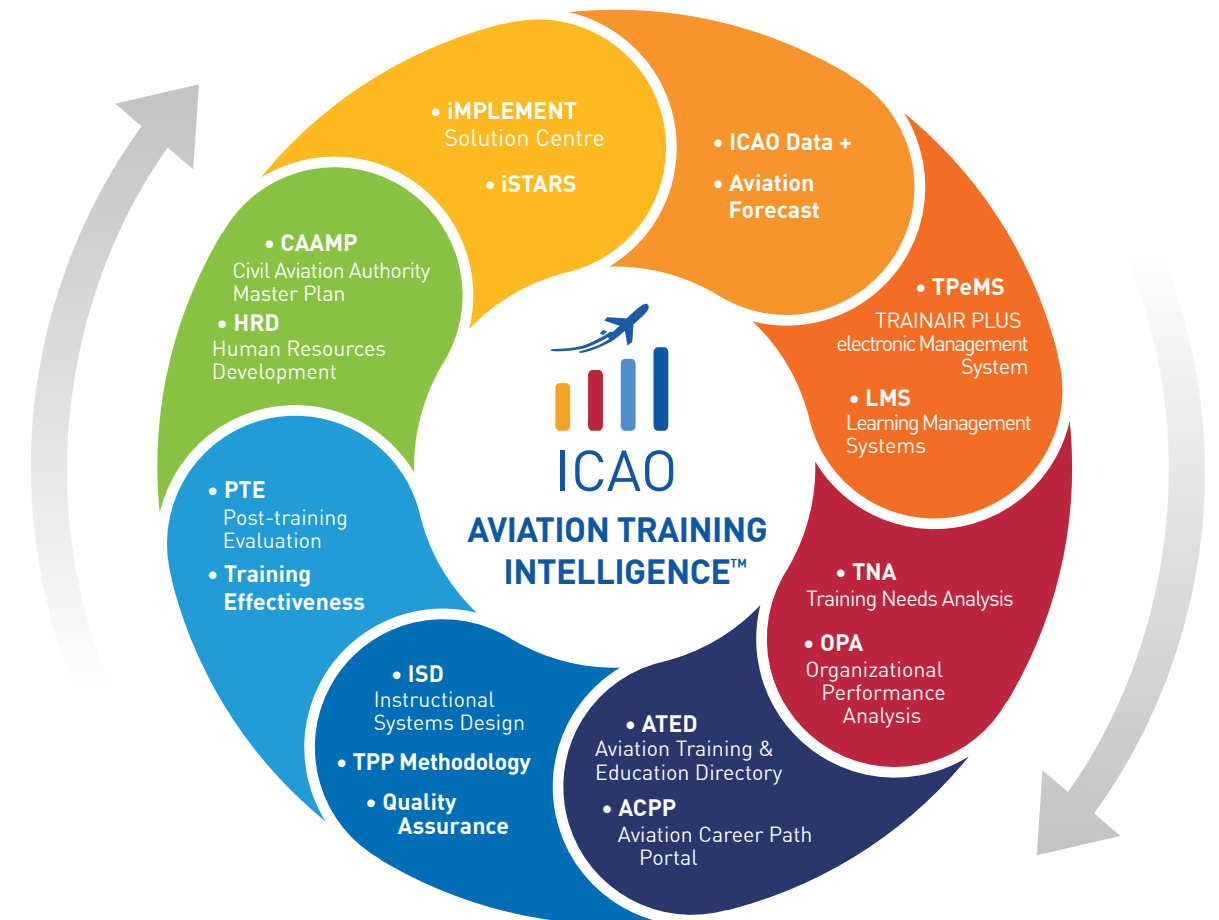 • iMPLEMENT
Solution Centre
• iSTARS
• ICAO Data +
• Aviation
Forecast
• TPeMS
TRAINAIR PLUS
electronic Management
System
• LMS
Learning Management
Systems
• TNA
Training Needs Analysis
• OPA
Organizational
Performance
Analysis
• ATED
Aviation Training &
Education Directory
• ACPP
Aviation Career Path
Portal
• ISD
Instructional
Systems Design
• TPP Methodology
• Quality
Assurance
• PTE
Post-training
Evaluation
• Training
Effectiveness
• CAAMP
Civil Aviation Authority
Master Plan
• HRD
Human Resources
Development
ICAO
AVIATION TRAINING
INTELLIGENCE™